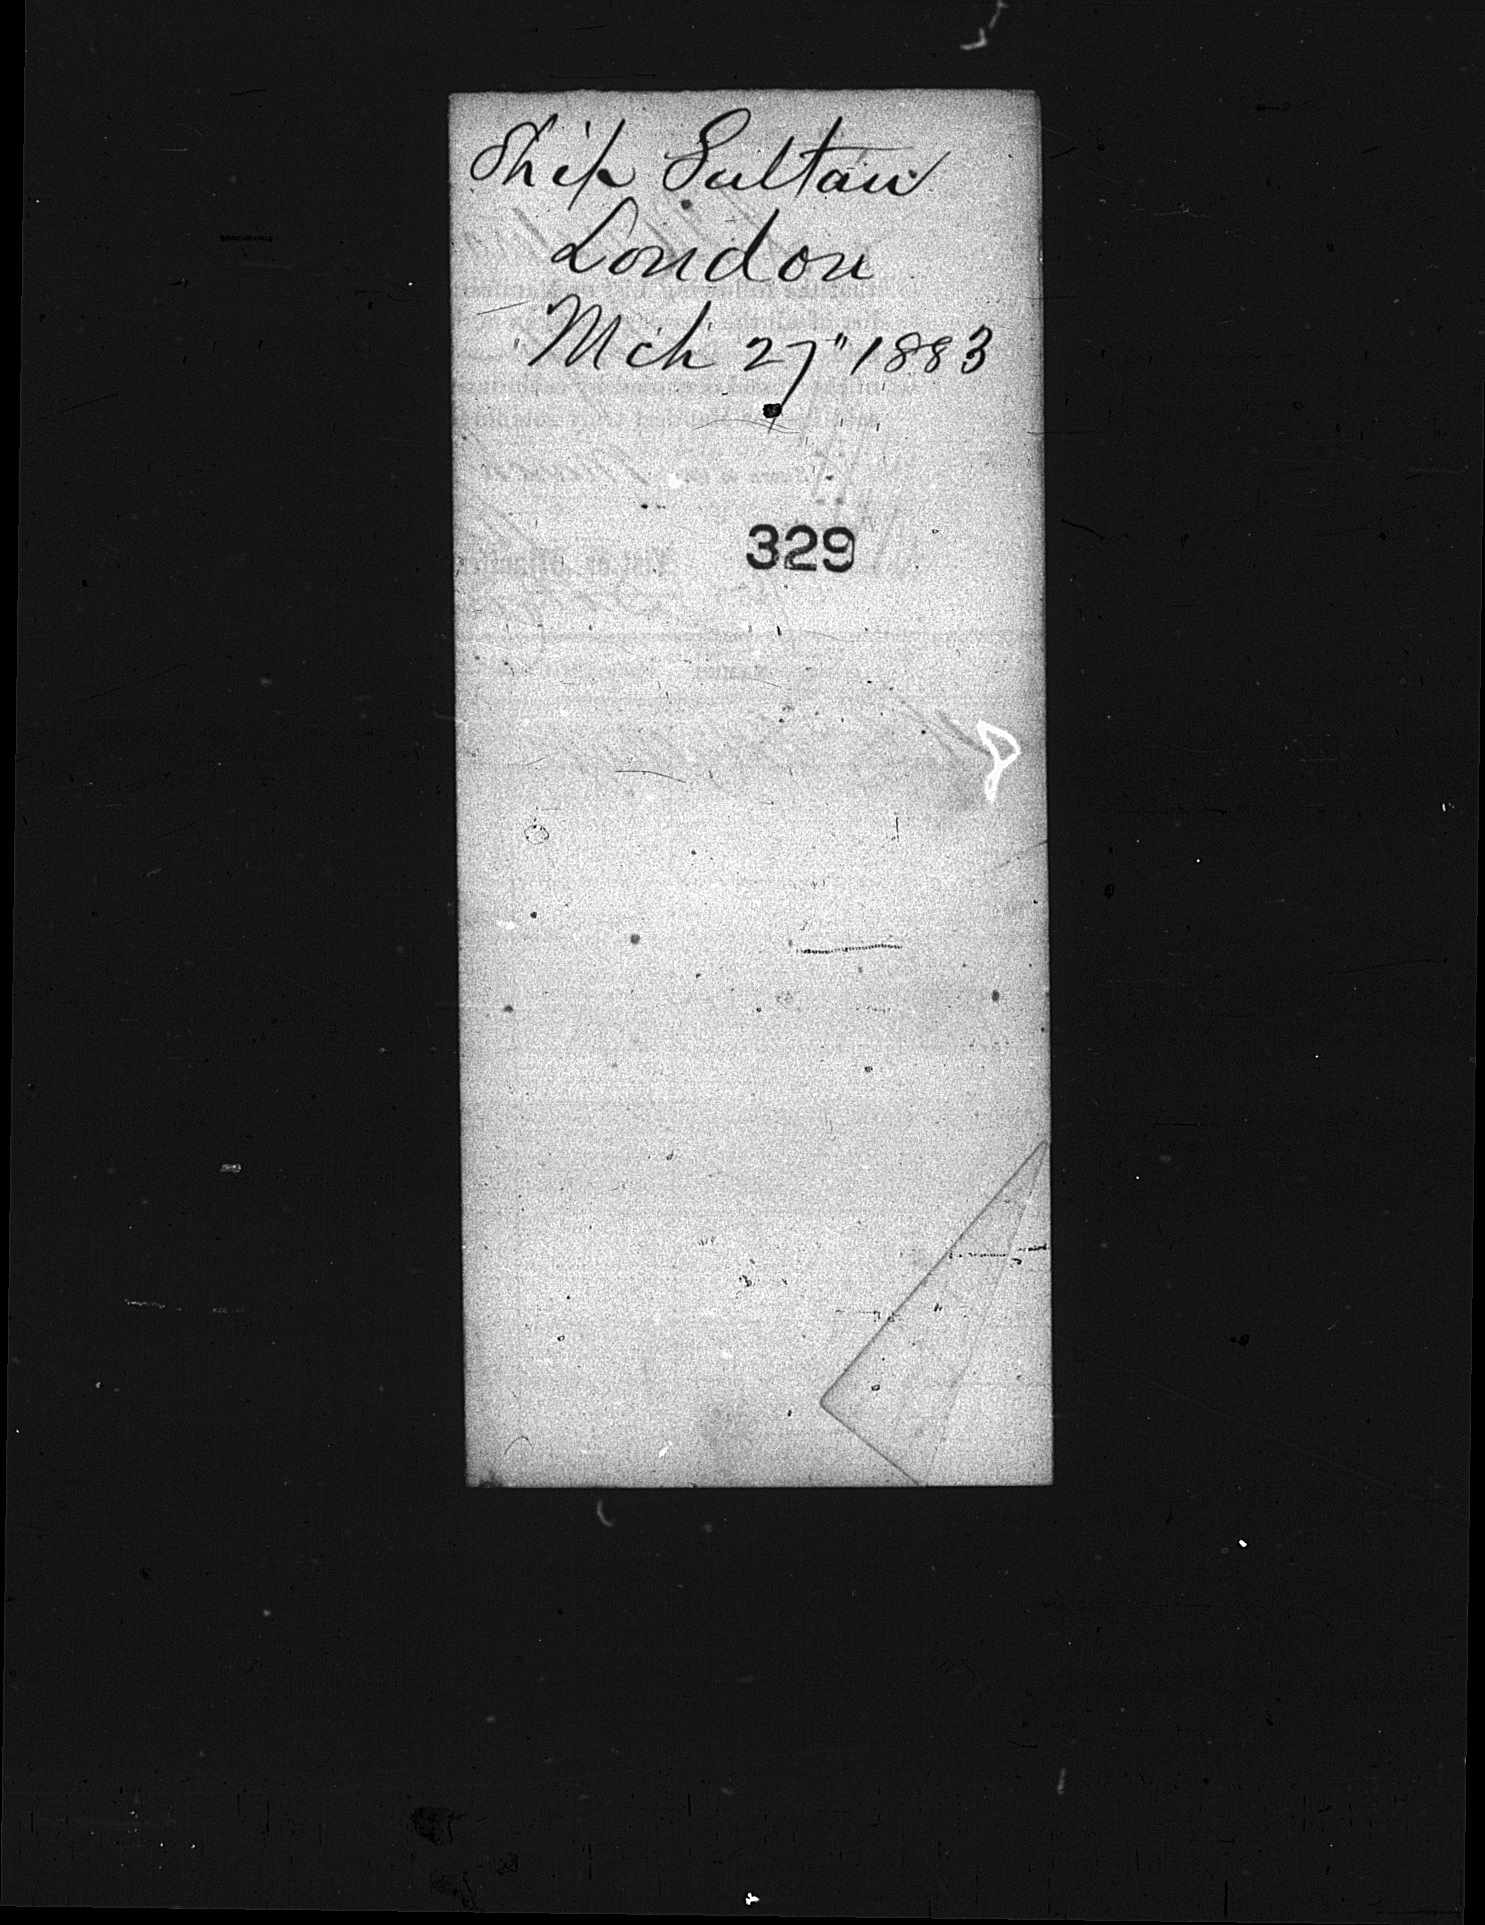 Ship Sultan
London
Mch 27" 1883
329